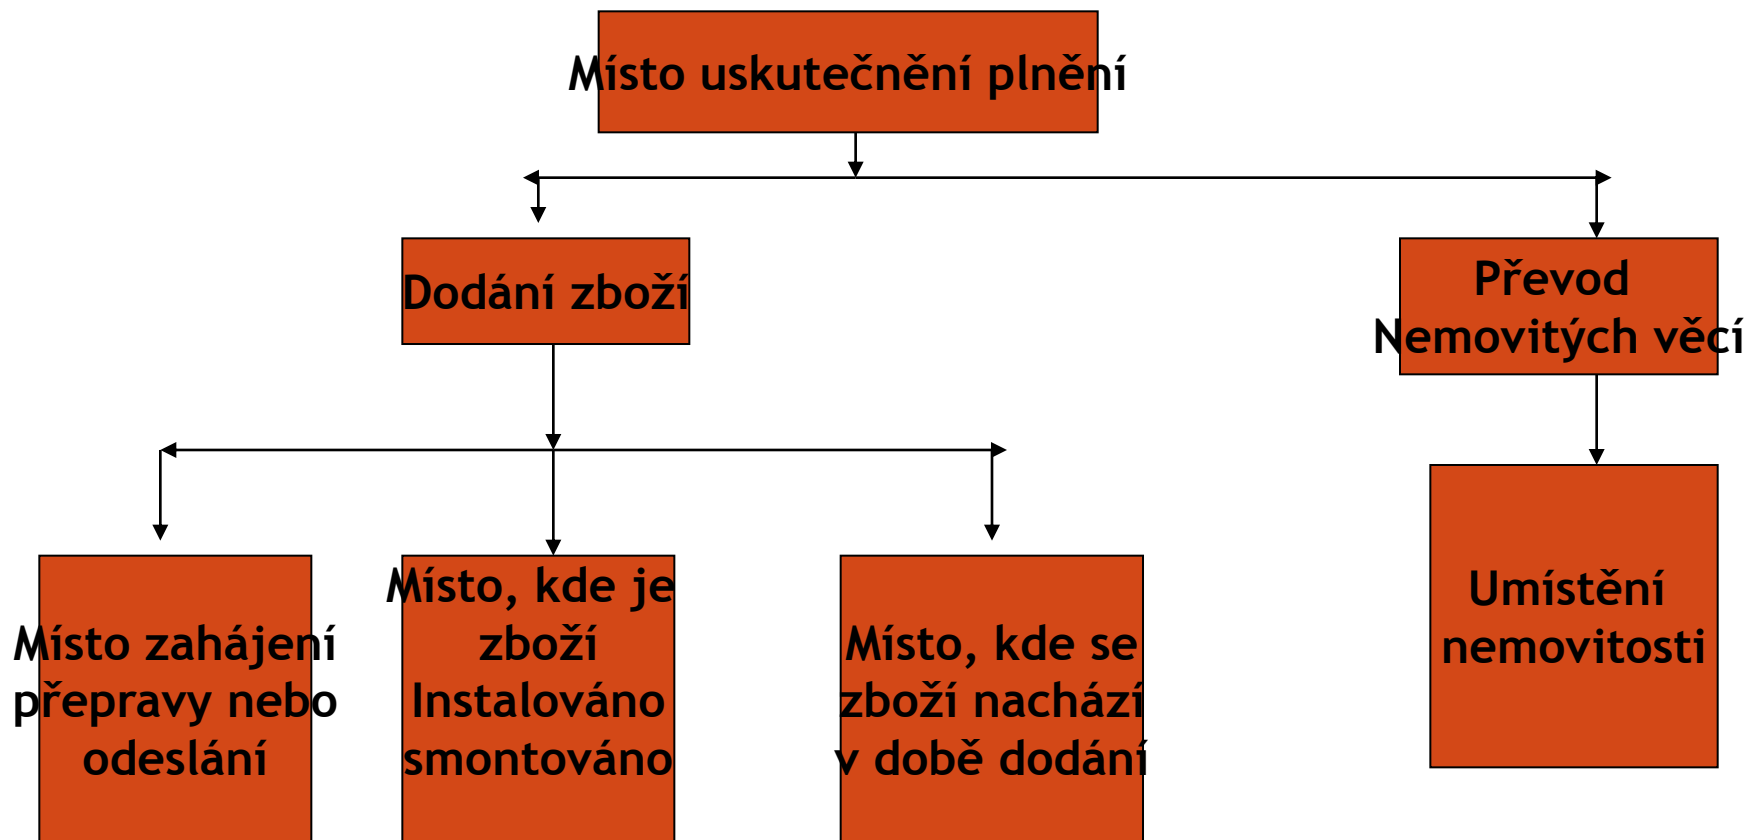 Místo uskutečnění plnění
Dodání zboží
Převod
Nemovitých věcí
Místo zahájení
přepravy nebo
odeslání
Místo, kde je
zboží
Instalováno
smontováno
Místo, kde se
zboží nachází
v době dodání
Umístění
nemovitosti